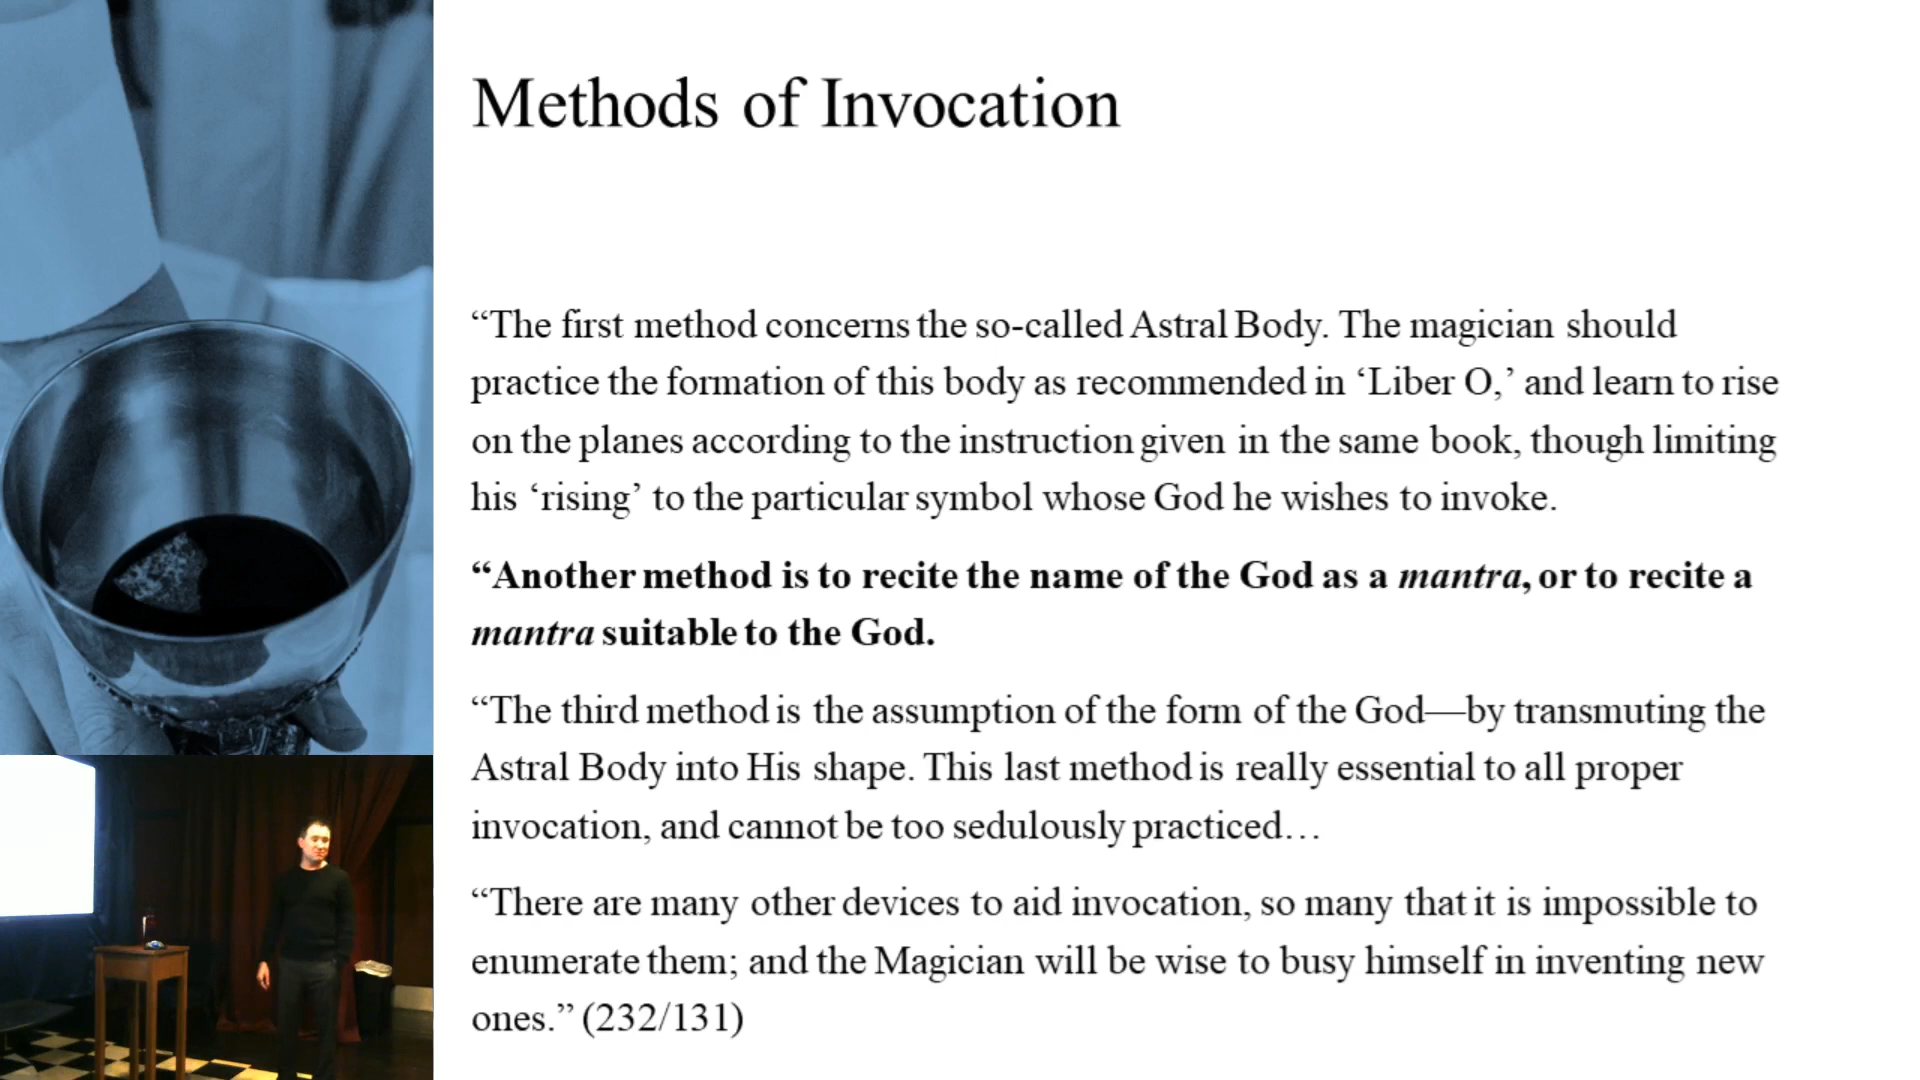 Methods of Invocation
“The first method concerns the so-called Astral Body. The magician should
practice the formation of this body as recommended in ‘Liber O,’ and learn to rise
on the planes according to the instruction given in the same book, though limiting
his ‘rising’ to the particular symbol whose God he wishes to invoke.
“Another method is to recite the name of the God as a mantra, or to recite a
mantra suitable to the God.
“The third method is the assumption of the form of the God—by transmuting the
Astral Body into His shape. This last method is really essential to all proper
invocation, and cannot be too sedulously practiced…
“There are many other devices to aid invocation, so many that it is impossible to
enumerate them; and the Magician will be wise to busy himself in inventing new
ones.” (232/131)